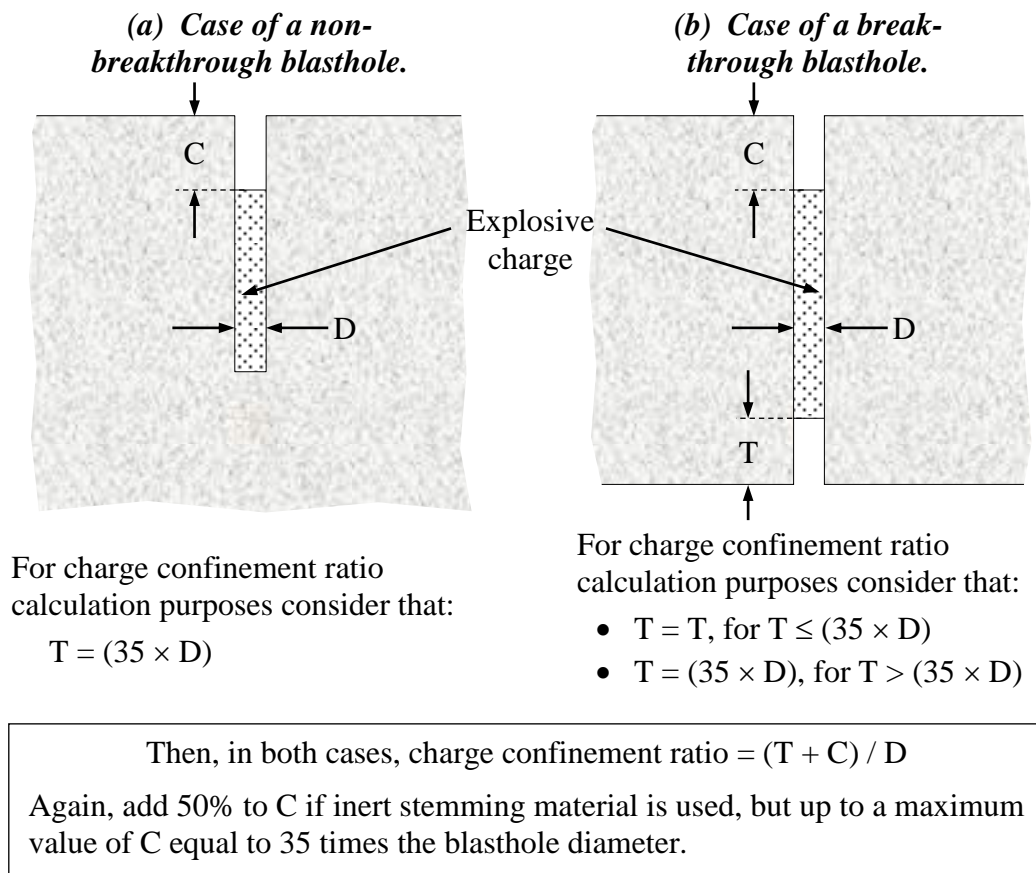 (a) Case of a non-
breakthrough blasthole.
C
D
(b) Case of a break-
through blasthole.
C
D
T
Explosive
charge
For charge confinement ratio
calculation purposes consider that:
T = (35 × D)
For charge confinement ratio
calculation purposes consider that:
• T = T, for T ≤ (35 × D)
• T = (35 × D), for T > (35 × D)
Then, in both cases, charge confinement ratio = (T + C) / D
Again, add 50% to C if inert stemming material is used, but up to a maximum
value of C equal to 35 times the blasthole diameter.